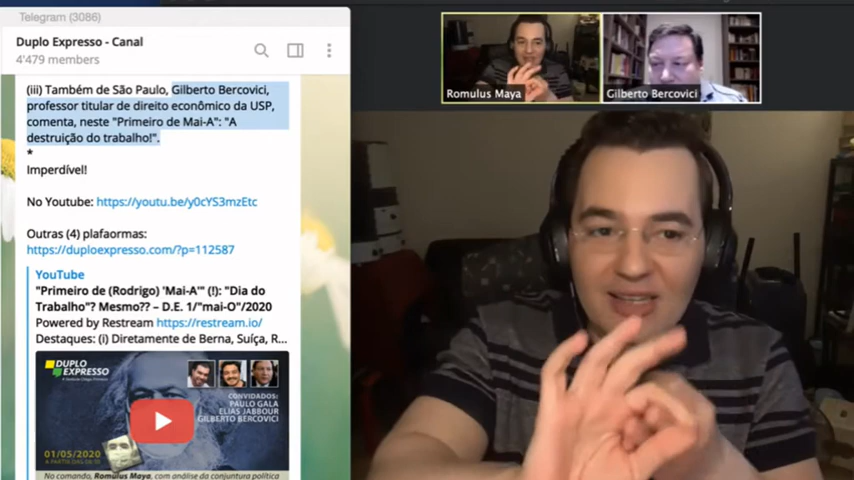 Telegram (3086)
Duplo Expresso - Canal
4'479 members
(iii) Também de São Paulo, Gilberto Bercovici,
professor titular de direito econômico da USP,
comenta, neste "Primeiro de Mai-A": "A
destruição do trabalho!".
*
Imperdível!
No Youtube: https://youtu.be/y0cYS3mzEtc
Outras (4) plafaormas:
https://duploexpresso.com/?p=112587
YouTube
"Primeiro de (Rodrigo) 'Mai-A'" (!): "Dia do
Trabalho"? Mesmo?? – D.E. 1/"mai-O"/2020
Powered by Restream https://restream.io/
Destaques: (i) Diretamente de Berna, Suíça, R...
DUPLO
EXPRESSO
CONVIDADOS:
PAULO GALA
ELIAS JABBOUR
GILBERTO BERCOVICI
01/05/2020
No comando, Romulus Maya, com análise da conjuntura política
Romulus Maya
Gilberto Bercovici